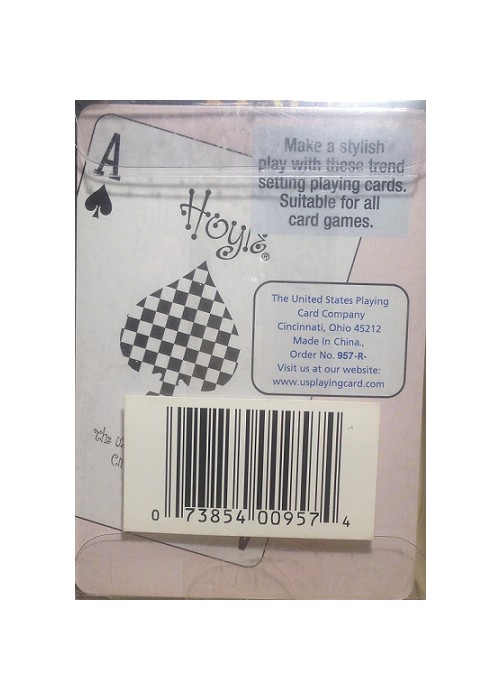 A
Make a stylish
play with these trend
setting playing cards.
Suitable for all
card games.
Hoyle®
The United States Playing
Card Company
Cincinnati, Ohio 45212
Made In China.,
Order No. 957-R-
Visit us at our website:
www.usplayingcard.com
The
0 73854 00957 4